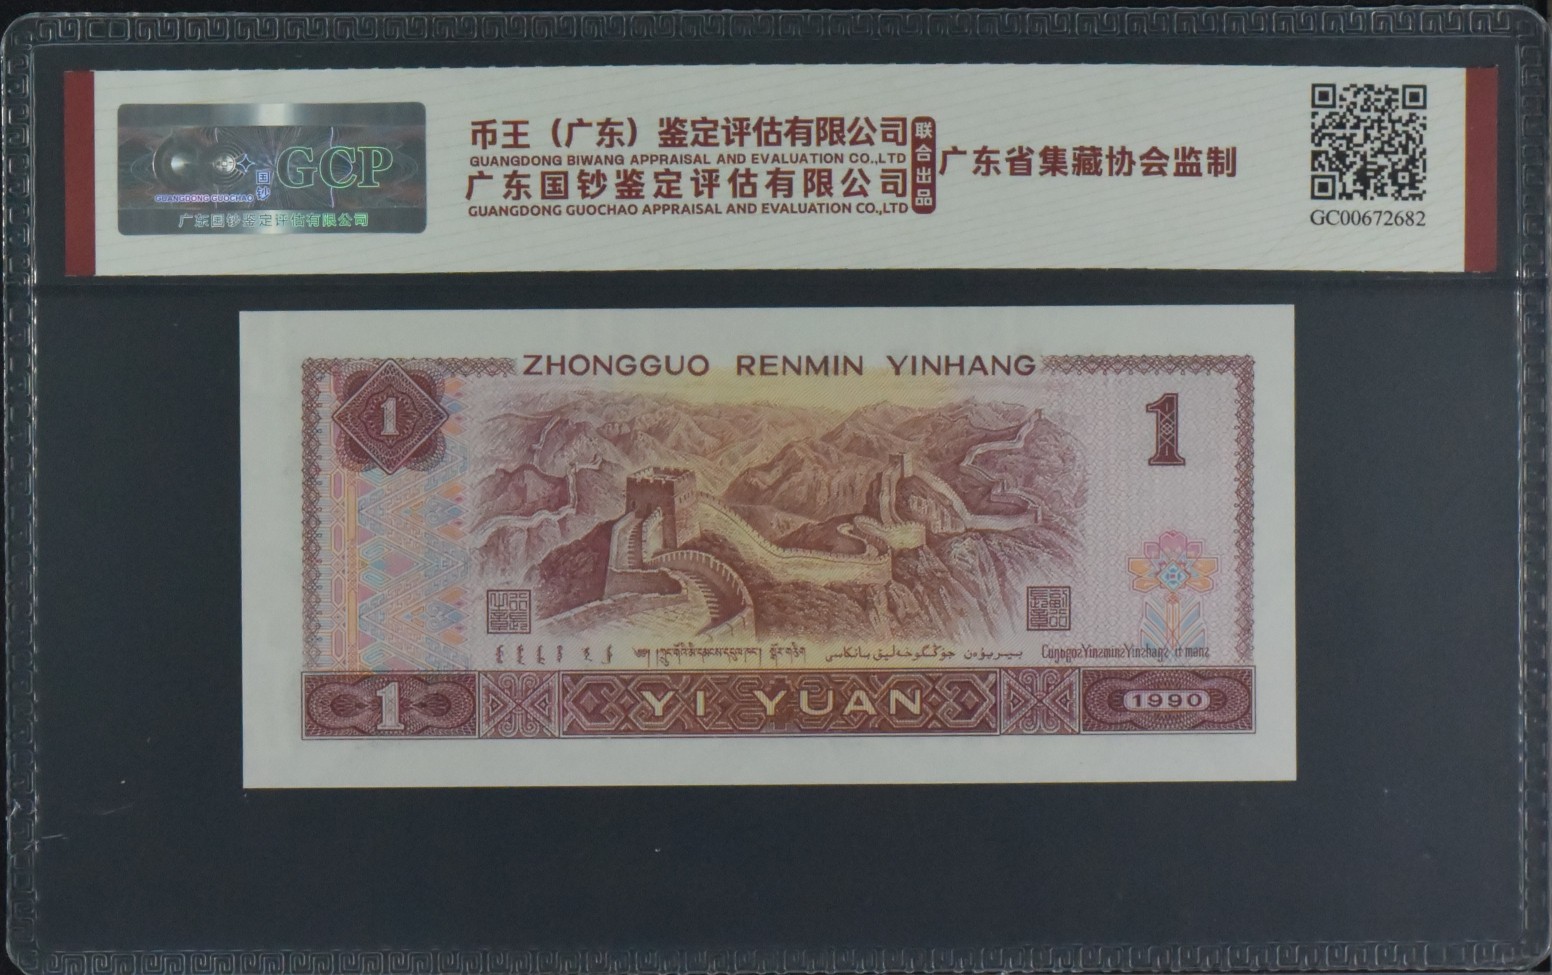 GCP
国钞
GUANGDONG GUOCHAO
广东国钞鉴定评估有限公司
币王（广东）鉴定评估有限公司
GUANGDONG BIWANG APPRAISAL AND EVALUATION CO.,LTD
广东国钞鉴定评估有限公司
GUANGDONG GUOCHAO APPRAISAL AND EVALUATION CO.,LTD
联合出品
广东省集藏协会监制
GC00672682
ZHONGGUO RENMIN YINHANG
1
1
1
YI YUAN
1990